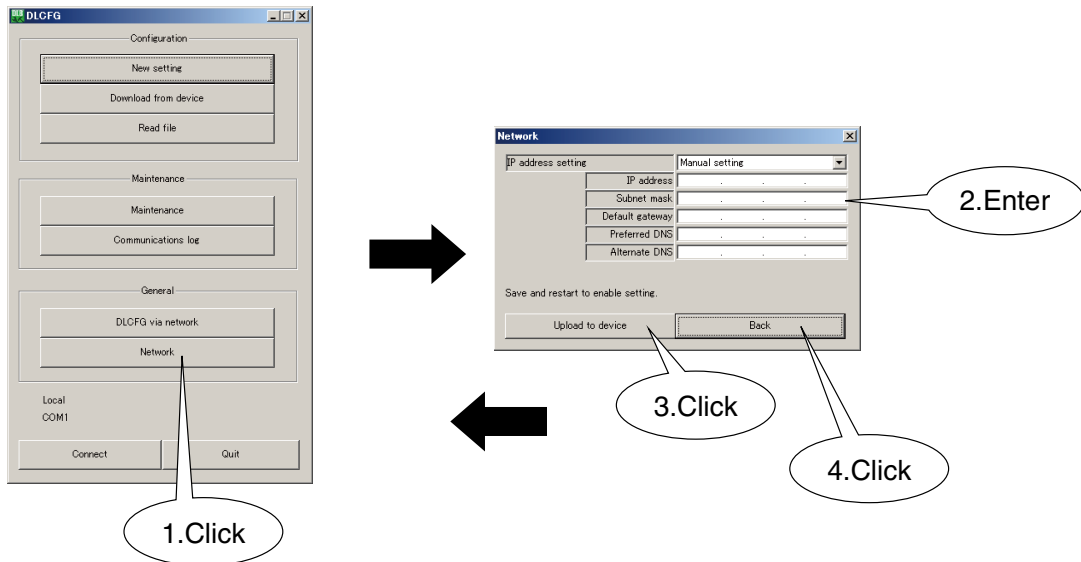 DLCFG
Configuration
New setting
Download from device
Read file
Maintenance
Maintenance
Communications log
General
DLCFG via network
Network
Local
COM1
Connect
Quit
1.Click
Network
IP address setting
Manual setting
IP address
Subnet mask
Default gateway
Preferred DNS
Alternate DNS
Save and restart to enable setting.
Upload to device
Back
2.Enter
3.Click
4.Click